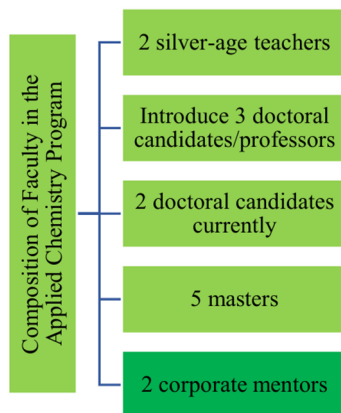 Composition of Faculty in the
Applied Chemistry Program
2 silver-age teachers
Introduce 3 doctoral
candidates/professors
2 doctoral candidates
currently
5 masters
2 corporate mentors